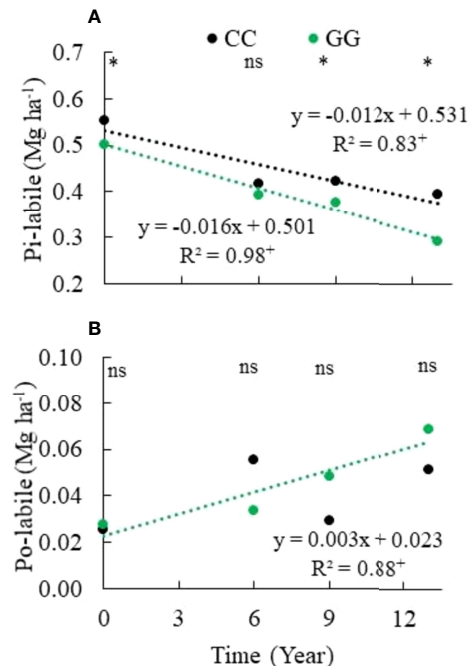 A
CC GG
0.7
* ns * *
0.6
y = -0.012x + 0.531
R² = 0.83⁺
0.5
0.4
y = -0.016x + 0.501
R² = 0.98⁺
0.3
0.2
Pi-labile (Mg ha⁻¹)
B
0.10
ns ns ns ns
0.08
0.06
0.04
y = 0.003x + 0.023
R² = 0.88⁺
0.02
0.00
Po-labile (Mg ha⁻¹)
0 3 6 9 12
Time (Year)